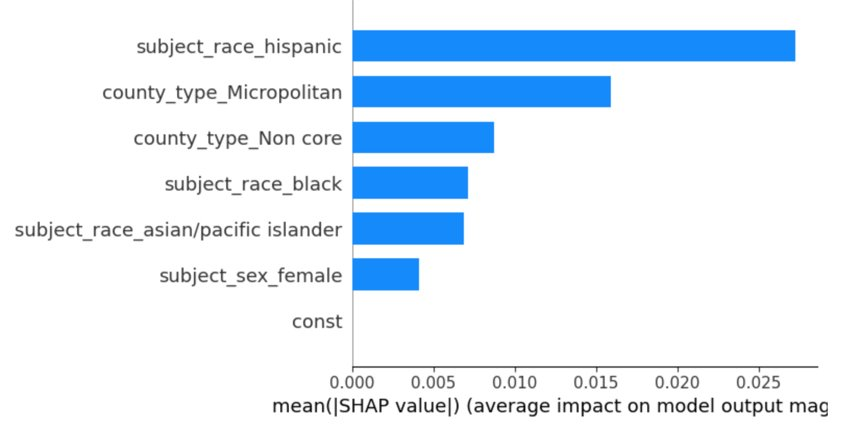 subject_race_hispanic
county_type_Micropolitan
county_type_Non core
subject_race_black
subject_race_asian/pacific islander
subject_sex_female
const
0.000 0.005 0.010 0.015 0.020 0.025
mean(|SHAP value|) (average impact on model output mag